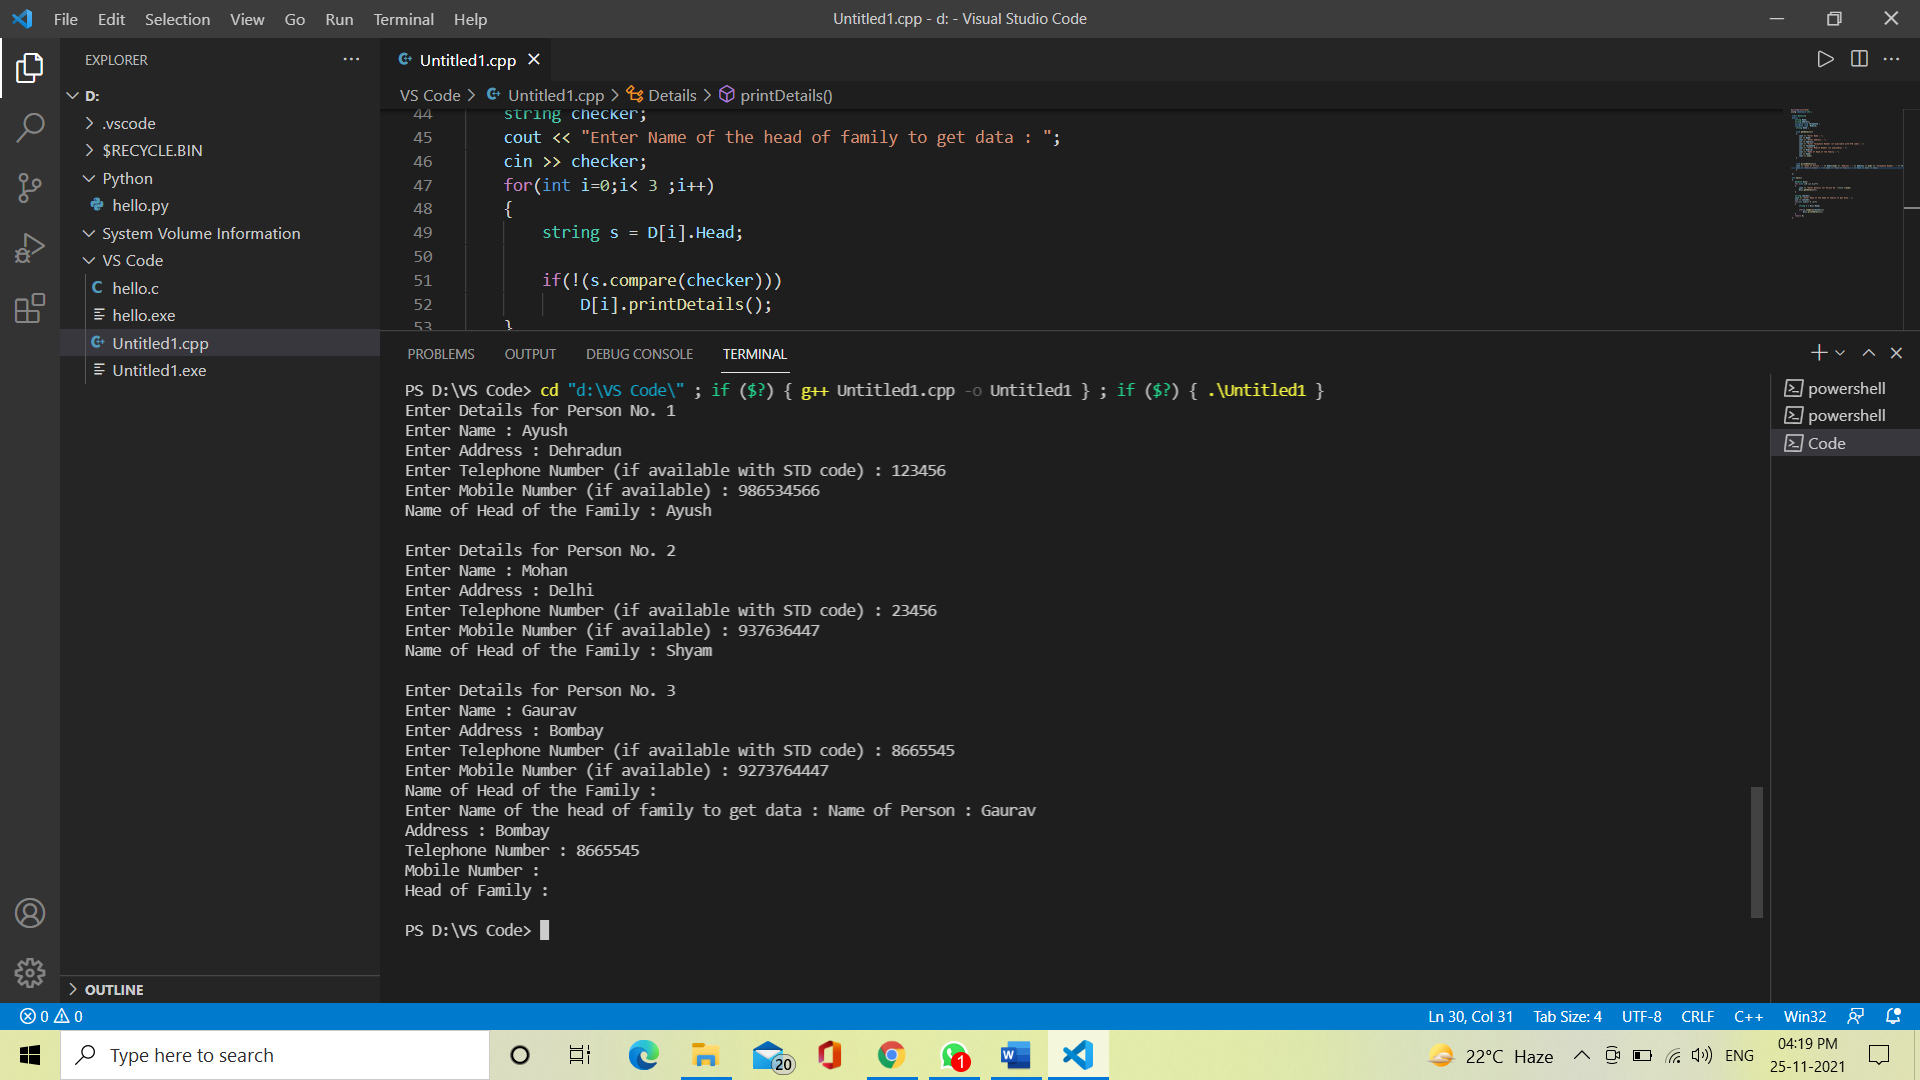 File Edit Selection View Go Run Terminal Help
Untitled1.cpp - d: - Visual Studio Code
EXPLORER
D:
.vscode
$RECYCLE.BIN
Python
hello.py
System Volume Information
VS Code
hello.c
hello.exe
Untitled1.cpp
Untitled1.exe
OUTLINE
Untitled1.cpp
VS Code > Untitled1.cpp > Details > printDetails()
44 string checker;
45 cout << "Enter Name of the head of family to get data : ";
46 cin >> checker;
47 for(int i=0;i< 3 ;i++)
48 {
49 string s = D[i].Head;
50
51 if(!(s.compare(checker)))
52 D[i].printDetails();
53 }
PROBLEMS OUTPUT DEBUG CONSOLE TERMINAL
PS D:\VS Code> cd "d:\VS Code\" ; if ($?) { g++ Untitled1.cpp -o Untitled1 } ; if ($?) { .\Untitled1 }
Enter Details for Person No. 1
Enter Name : Ayush
Enter Address : Dehradun
Enter Telephone Number (if available with STD code) : 123456
Enter Mobile Number (if available) : 986534566
Name of Head of the Family : Ayush
Enter Details for Person No. 2
Enter Name : Mohan
Enter Address : Delhi
Enter Telephone Number (if available with STD code) : 23456
Enter Mobile Number (if available) : 937636447
Name of Head of the Family : Shyam
Enter Details for Person No. 3
Enter Name : Gaurav
Enter Address : Bombay
Enter Telephone Number (if available with STD code) : 8665545
Enter Mobile Number (if available) : 9273764447
Name of Head of the Family :
Enter Name of the head of family to get data : Name of Person : Gaurav
Address : Bombay
Telephone Number : 8665545
Mobile Number :
Head of Family :
PS D:\VS Code>
powershell
powershell
Code
0 0
Ln 30, Col 31 Tab Size: 4 UTF-8 CRLF C++ Win32
Type here to search
20
1
22°C Haze
ENG
04:19 PM
25-11-2021